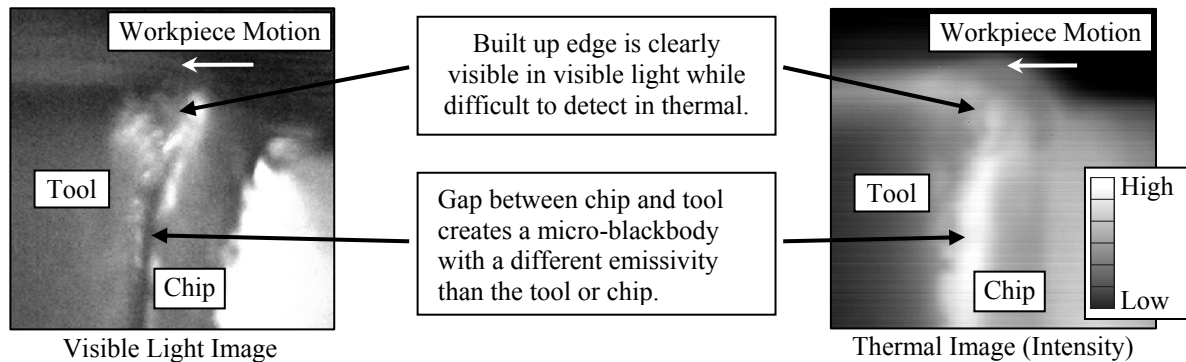 Workpiece Motion
Tool
Chip
Visible Light Image
Built up edge is clearly
visible in visible light while
difficult to detect in thermal.
Gap between chip and tool
creates a micro-blackbody
with a different emissivity
than the tool or chip.
Workpiece Motion
Tool
High
Low
Chip
Thermal Image (Intensity)